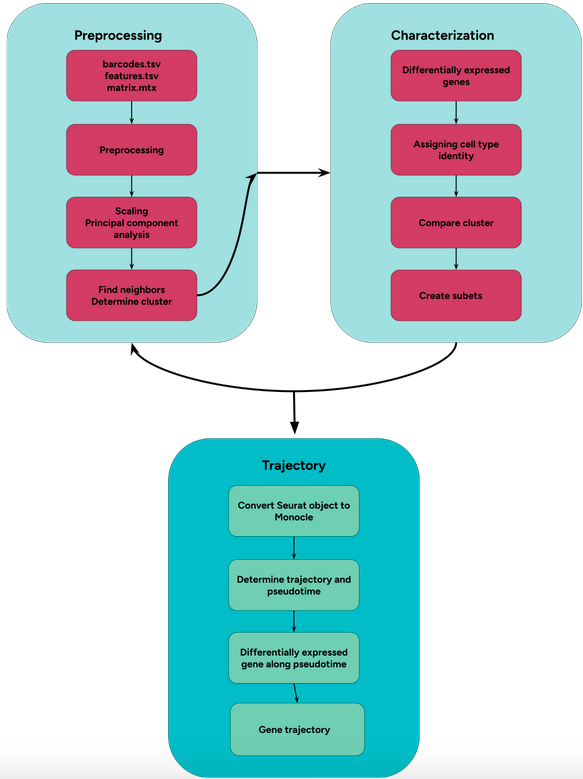 Preprocessing
barcodes.tsv
features.tsv
matrix.mtx
Preprocessing
Scaling
Principal component
analysis
Find neighbors
Determine cluster
Characterization
Differentially expressed
genes
Assigning cell type
identity
Compare cluster
Create subets
Trajectory
Convert Seurat object to
Monocle
Determine trajectory and
pseudotime
Differentially expressed
gene along pseudotime
Gene trajectory